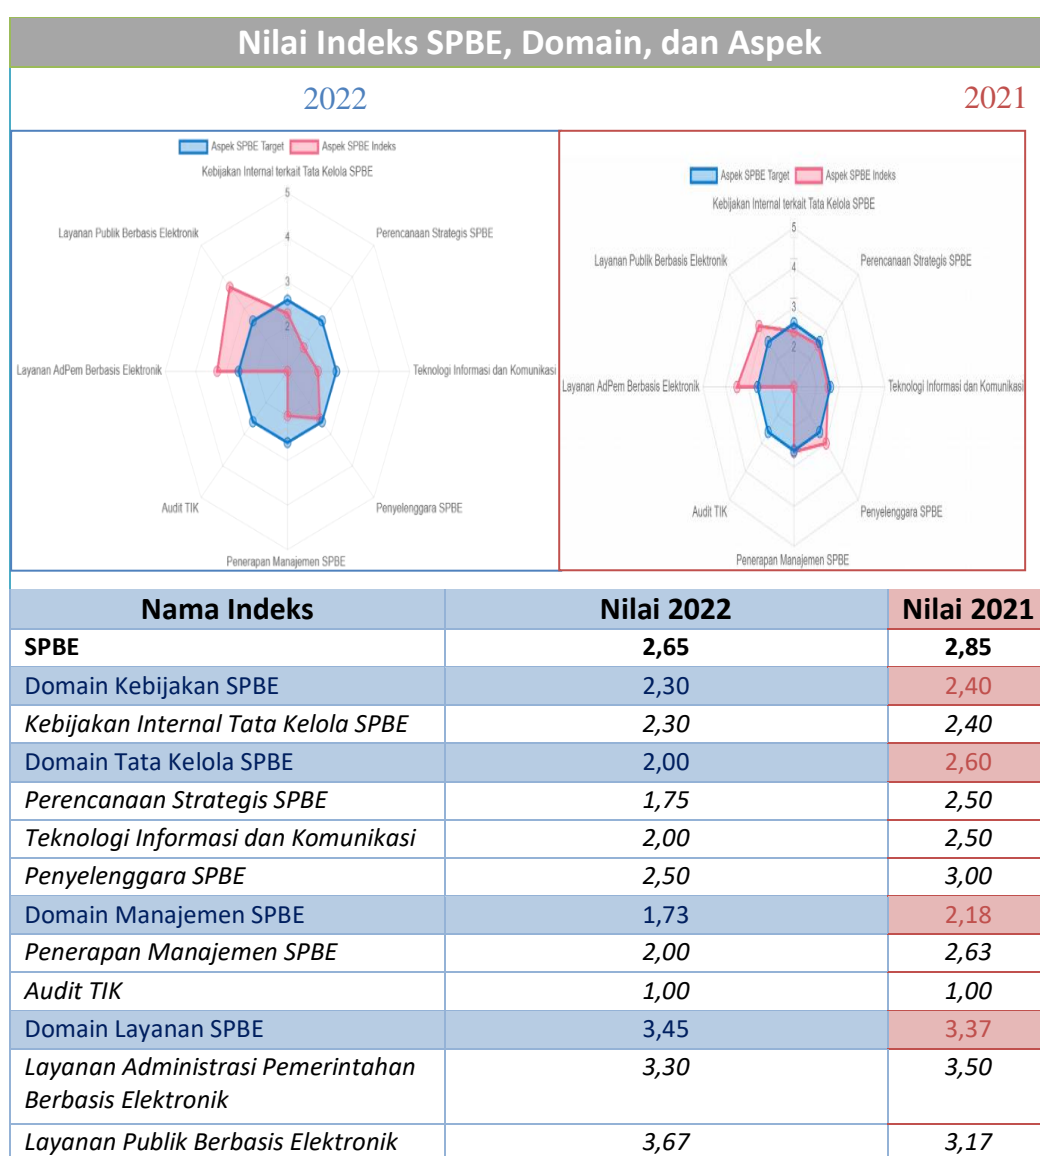 Nilai Indeks SPBE, Domain, dan Aspek
2022
2021
Aspek SPBE Target Aspek SPBE Indeks
Kebijakan Internal terkait Tata Kelola SPBE
5
Layanan Publik Berbasis Elektronik
4
Perencanaan Strategis SPBE
3
2
Layanan AdPem Berbasis Elektronik
Teknologi Informasi dan Komunikasi
Audit TIK
Penyelenggara SPBE
Penerapan Manajemen SPBE
Aspek SPBE Target Aspek SPBE Indeks
Kebijakan Internal terkait Tata Kelola SPBE
5
Layanan Publik Berbasis Elektronik
4
Perencanaan Strategis SPBE
3
2
Layanan AdPem Berbasis Elektronik
Teknologi Informasi dan Komunikasi
Audit TIK
Penyelenggara SPBE
Penerapan Manajemen SPBE
Nama Indeks Nilai 2022 Nilai 2021
SPBE 2,65 2,85
Domain Kebijakan SPBE 2,30 2,40
Kebijakan Internal Tata Kelola SPBE 2,30 2,40
Domain Tata Kelola SPBE 2,00 2,60
Perencanaan Strategis SPBE 1,75 2,50
Teknologi Informasi dan Komunikasi 2,00 2,50
Penyelenggara SPBE 2,50 3,00
Domain Manajemen SPBE 1,73 2,18
Penerapan Manajemen SPBE 2,00 2,63
Audit TIK 1,00 1,00
Domain Layanan SPBE 3,45 3,37
Layanan Administrasi Pemerintahan 3,30 3,50
Berbasis Elektronik
Layanan Publik Berbasis Elektronik 3,67 3,17